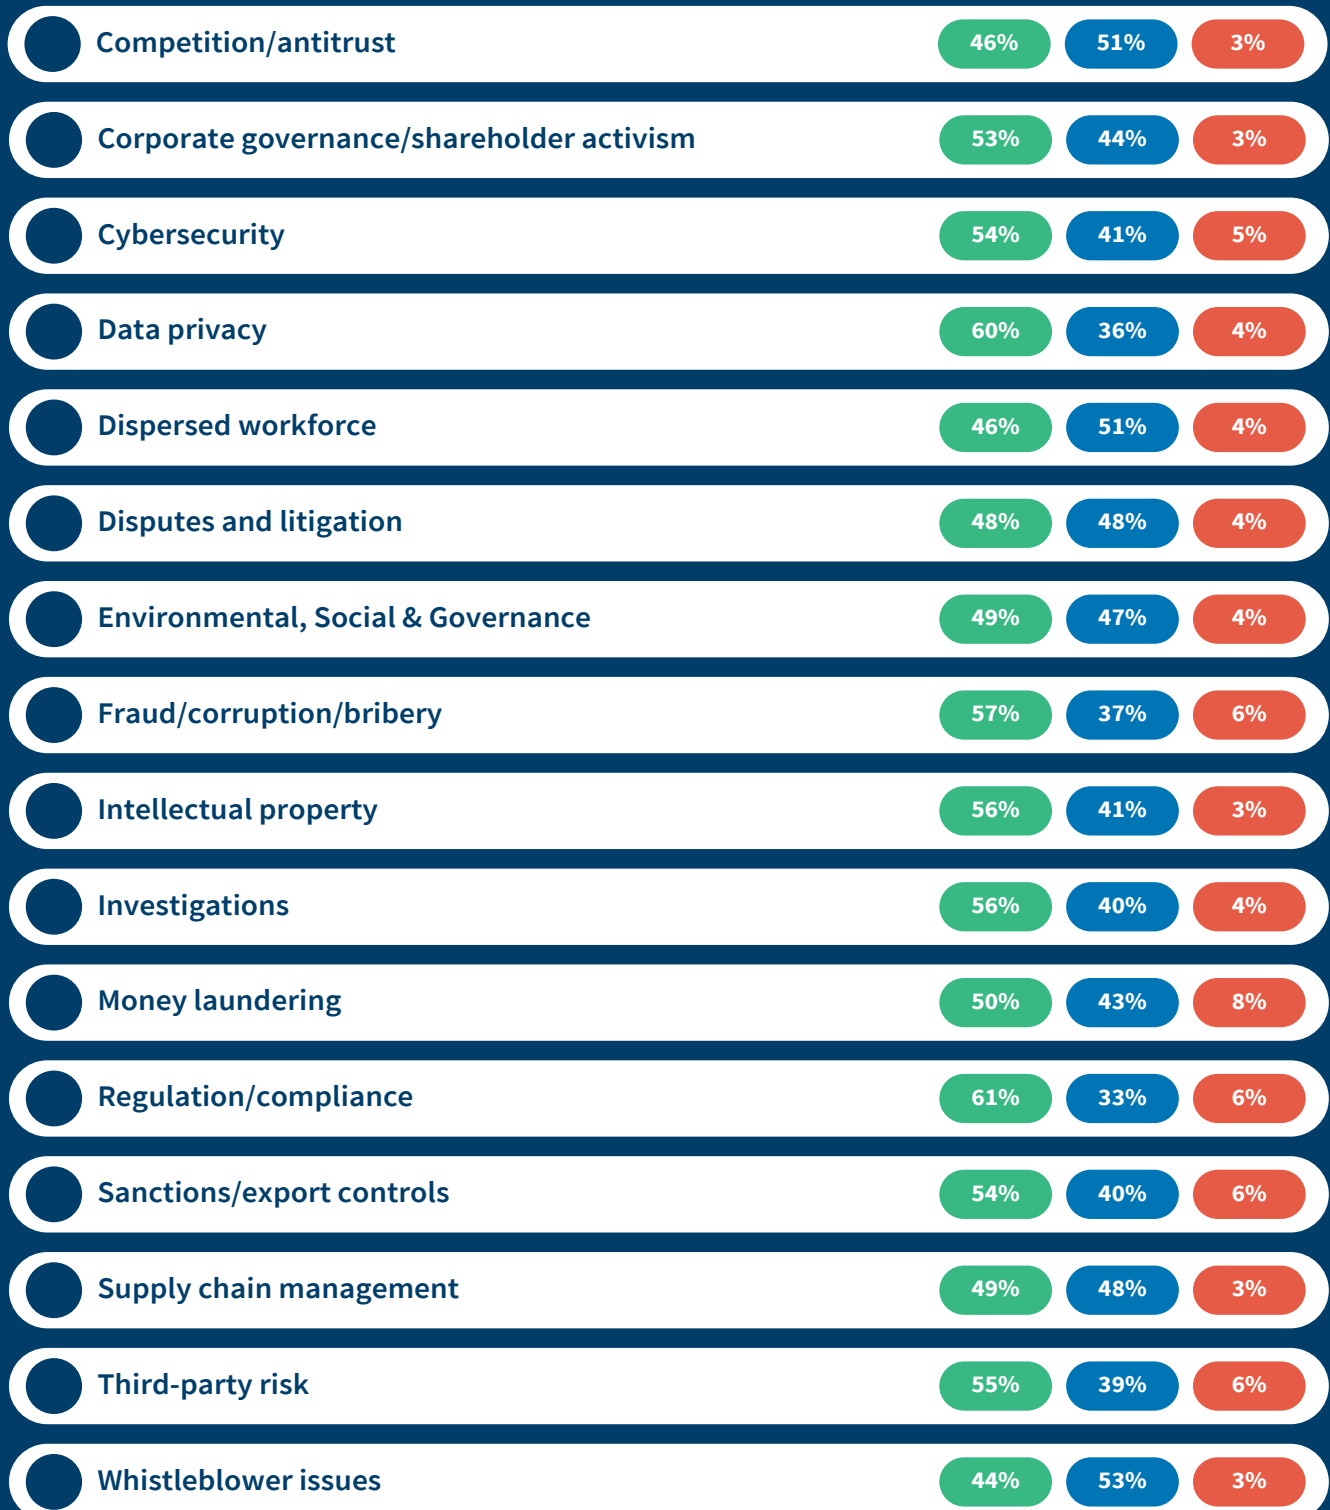 Competition/antitrust 46% 51% 3%
Corporate governance/shareholder activism 53% 44% 3%
Cybersecurity 54% 41% 5%
Data privacy 60% 36% 4%
Dispersed workforce 46% 51% 4%
Disputes and litigation 48% 48% 4%
Environmental, Social & Governance 49% 47% 4%
Fraud/corruption/bribery 57% 37% 6%
Intellectual property 56% 41% 3%
Investigations 56% 40% 4%
Money laundering 50% 43% 8%
Regulation/compliance 61% 33% 6%
Sanctions/export controls 54% 40% 6%
Supply chain management 49% 48% 3%
Third-party risk 55% 39% 6%
Whistleblower issues 44% 53% 3%